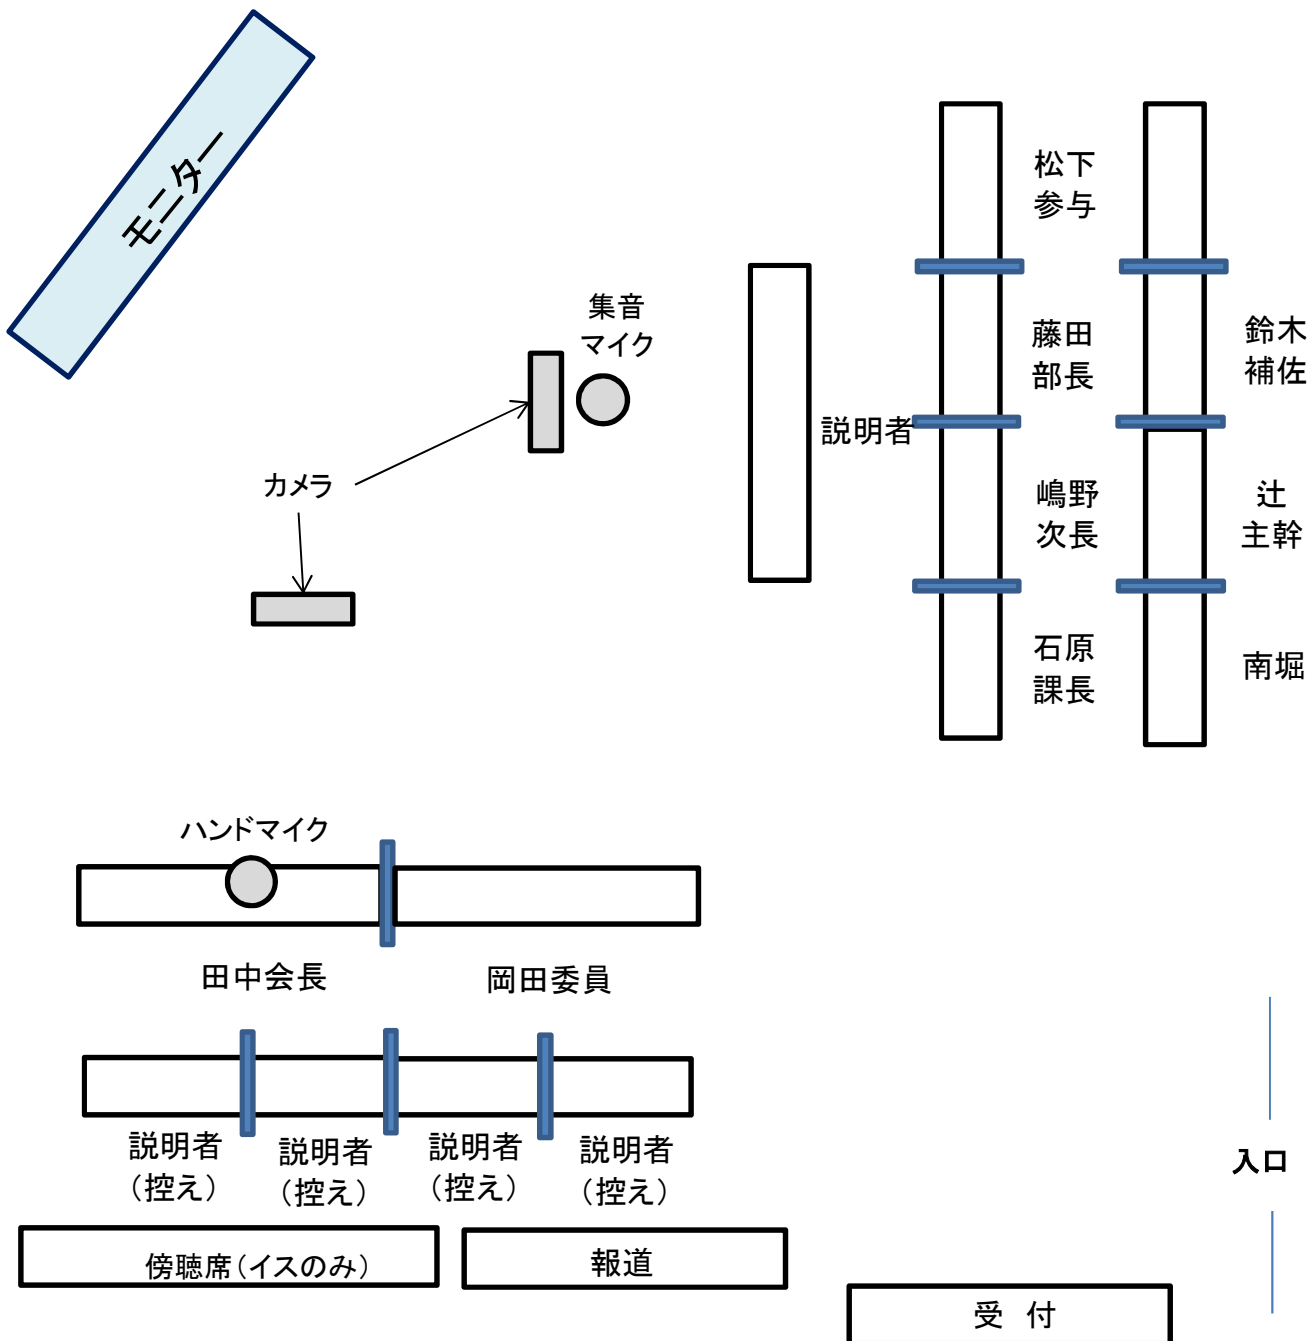 モニター
松下
参与
集音
マイク
藤田
部長
鈴木
補佐
説明者
カメラ
嶋野
次長
辻
主幹
石原
課長
南堀
ハンドマイク
田中会長
岡田委員
説明者
（控え）
説明者
（控え）
説明者
（控え）
説明者
（控え）
入口
傍聴席（イスのみ）
報道
受　付